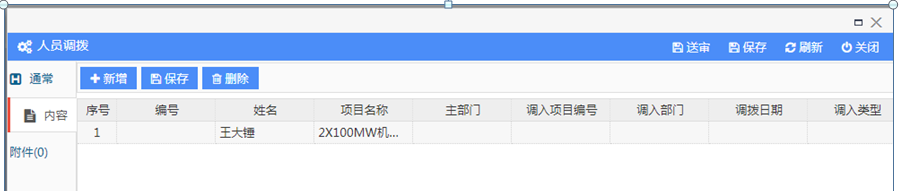 人员调拨 送审 保存 刷新 关闭
通常 新增 保存 删除
内容
序号 编号 姓名 项目名称 主部门 调入项目编号 调入部门 调拨日期 调入类型
1 王大锤 2X100MW机...
附件(0)